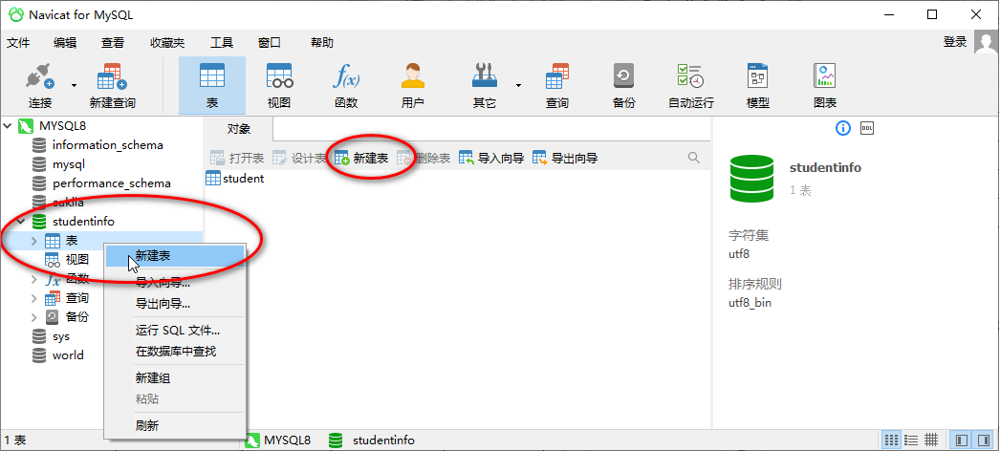 Navicat for MySQL
文件 编辑 查看 收藏夹 工具 窗口 帮助 登录
连接 新建查询 表 视图 函数 用户 其它 查询 备份 自动运行 模型 图表
MYSQL8
information_schema
mysql
performance_schema
sakila
studentinfo
表
视图
函数
查询
备份
sys
world
新建表
导入向导...
导出向导...
运行 SQL 文件...
在数据库中查找
新建组
粘贴
刷新
对象
打开表 设计表 新建表 删除表 导入向导 导出向导
student
DDL
studentinfo
1 表
字符集
utf8
排序规则
utf8_bin
1 表 MYSQL8 studentinfo